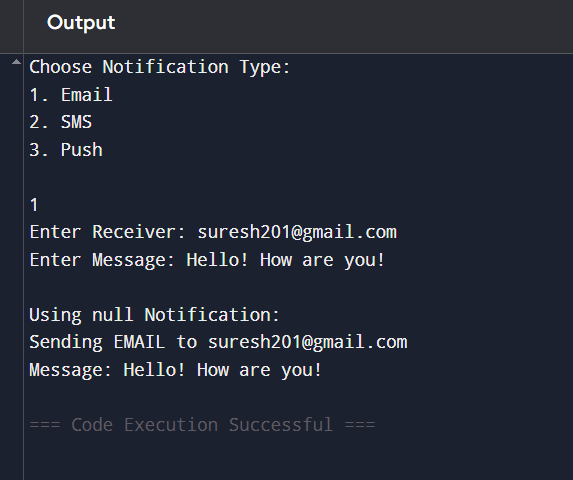 Output
Choose Notification Type:
1. Email
2. SMS
3. Push
1
Enter Receiver: suresh201@gmail.com
Enter Message: Hello! How are you!
Using null Notification:
Sending EMAIL to suresh201@gmail.com
Message: Hello! How are you!
=== Code Execution Successful ===